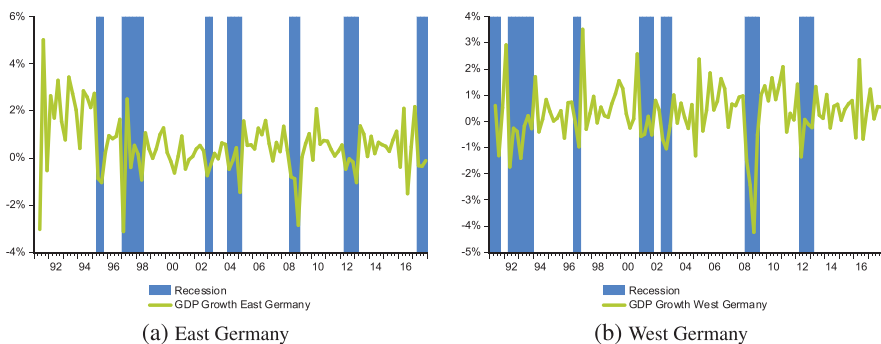 6%
4%
2%
0%
-2%
-4%
92 94 96 98 00 02 04 06 08 10 12 14 16
Recession
GDP Growth East Germany
(a) East Germany
4%
3%
2%
1%
0%
-1%
-2%
-3%
-4%
-5%
92 94 96 98 00 02 04 06 08 10 12 14 16
Recession
GDP Growth West Germany
(b) West Germany